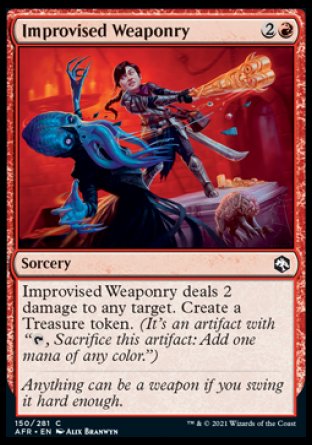 Improvised Weaponry 2
Sorcery
Improvised Weaponry deals 2
damage to any target. Create a
Treasure token. (It's an artifact with
“, Sacrifice this artifact: Add one
mana of any color.”)
Anything can be a weapon if you swing
it hard enough.
150/281 C
AFR • EN Alix Branwyn
™ & © 2021 Wizards of the Coast